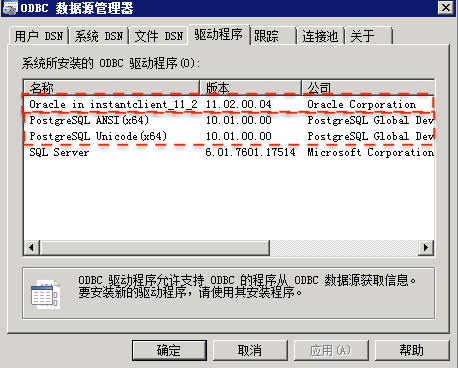 ODBC 数据源管理器
用户 DSN 系统 DSN 文件 DSN 驱动程序 跟踪 连接池 关于
系统所安装的 ODBC 驱动程序(O):
名称 版本 公司
Oracle in instantclient_11_2 11.02.00.04 Oracle Corporation
PostgreSQL ANSI(x64) 10.01.00.00 PostgreSQL Global Dev
PostgreSQL Unicode(x64) 10.01.00.00 PostgreSQL Global Dev
SQL Server 6.01.7601.17514 Microsoft Corporation
ODBC 驱动程序允许支持 ODBC 的程序从 ODBC 数据源获取信息。
要安装新的驱动程序，请使用其安装程序。
确定 取消 应用(A) 帮助